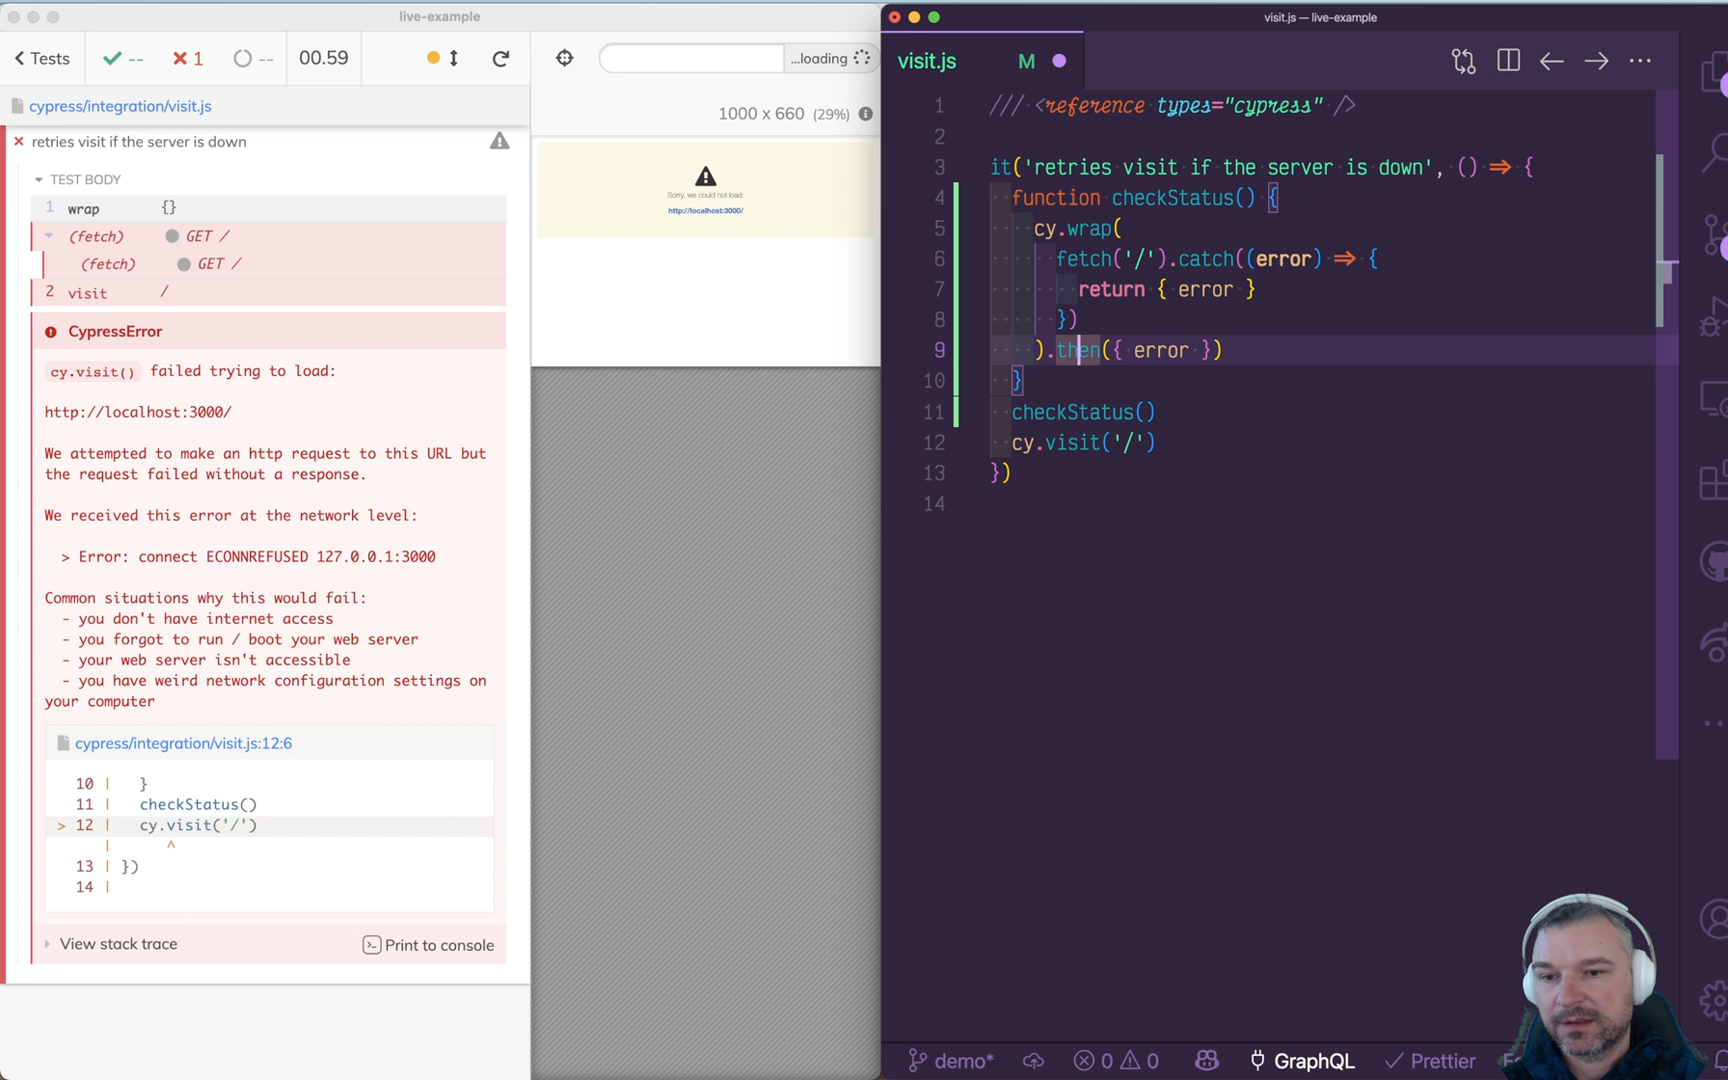 live-example
Tests
--
1
--
00.59
...loading
cypress/integration/visit.js
1000 x 660 (29%)
retries visit if the server is down
TEST BODY
1 wrap {}
(fetch) GET /
(fetch) GET /
2 visit /
Sorry, we could not load:
http://localhost:3000/
CypressError
cy.visit() failed trying to load:
http://localhost:3000/
We attempted to make an http request to this URL but
the request failed without a response.
We received this error at the network level:
> Error: connect ECONNREFUSED 127.0.0.1:3000
Common situations why this would fail:
- you don't have internet access
- you forgot to run / boot your web server
- your web server isn't accessible
- you have weird network configuration settings on
your computer
cypress/integration/visit.js:12:6
10 | }
11 | checkStatus()
> 12 | cy.visit('/')
| ^
13 | })
14 |
View stack trace
Print to console
visit.js — live-example
visit.js M
1 /// <reference types="cypress" />
2
3 it('retries visit if the server is down', () => {
4 function checkStatus() {
5 cy.wrap(
6 fetch('/').catch((error) => {
7 return { error }
8 })
9 ).then({ error })
10 }
11 checkStatus()
12 cy.visit('/')
13 })
14
demo*
0
0
GraphQL
Prettier